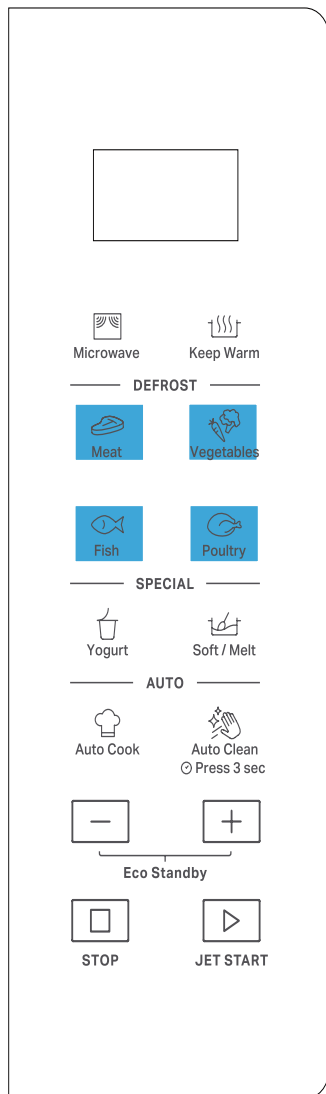 Microwave Keep Warm
DEFROST
Meat Vegetables
Fish Poultry
SPECIAL
Yogurt Soft / Melt
AUTO
Auto Cook Auto Clean
Press 3 sec
Eco Standby
STOP JET START